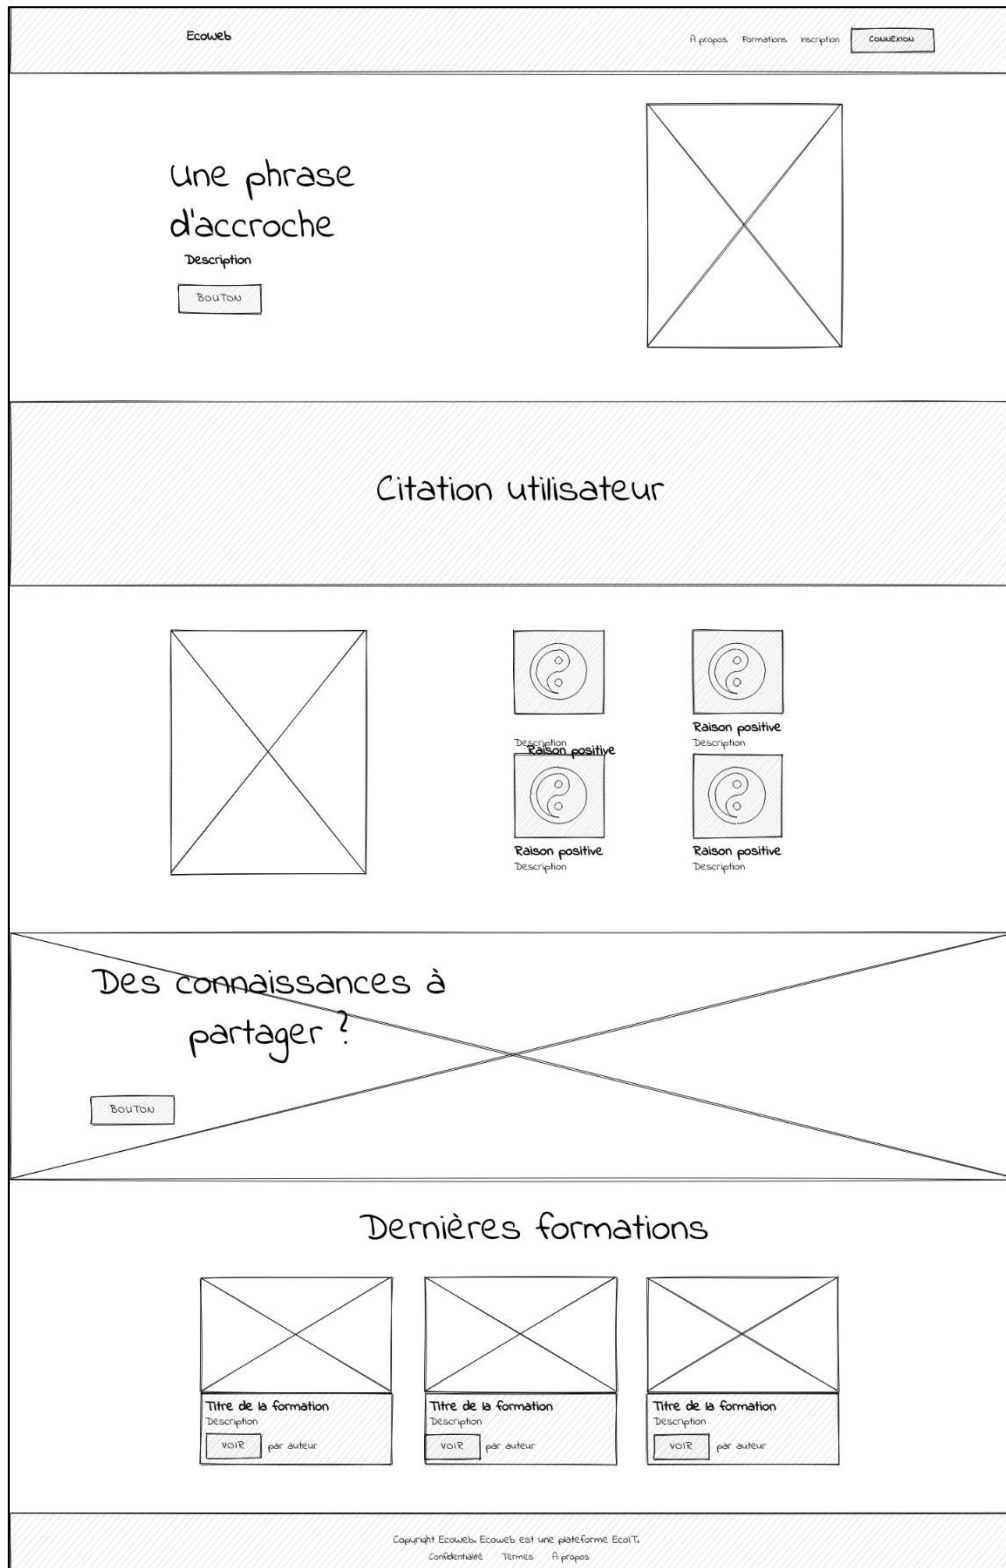 Ecoweb
À propos Formations Inscription CONNEXION
Une phrase
d'accroche
Description
BOUTON
Citation utilisateur
Raison positive
Description
Description
Raison positive
Raison positive
Raison positive
Description
Description
Des connaissances à
partager ?
BOUTON
Dernières formations
Titre de la formation
Description
VOIR par auteur
Titre de la formation
Description
VOIR par auteur
Titre de la formation
Description
VOIR par auteur
Copyright Ecoweb. Ecoweb est une plateforme EcoIT.
Confidentialité Termes À propos